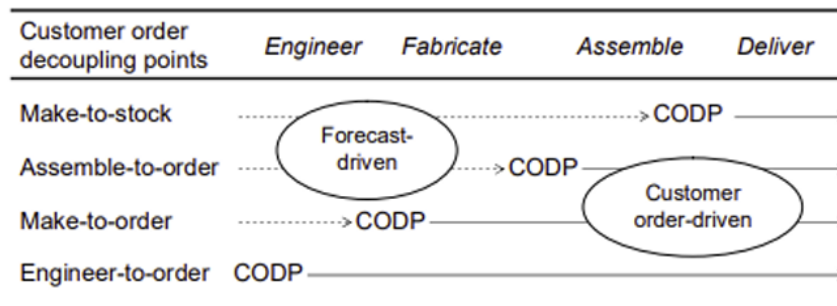 Customer order
decoupling points
Engineer Fabricate Assemble Deliver
Make-to-stock CODP
Forecast-
driven
Assemble-to-order CODP
Customer
order-driven
Make-to-order CODP
Engineer-to-order CODP